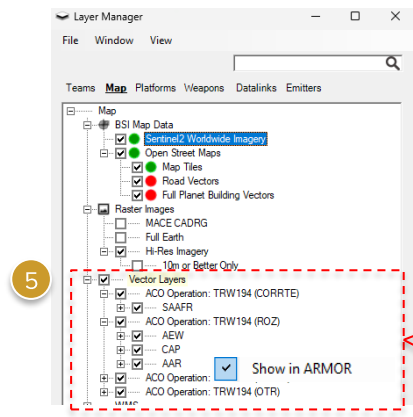 Layer Manager
File Window View
Teams Map Platforms Weapons Datalinks Emitters
Map
BSI Map Data
Sentinel2 Worldwide Imagery
Open Street Maps
Map Tiles
Road Vectors
Full Planet Building Vectors
Raster Images
MACE CADRG
Full Earth
Hi-Res Imagery
10m or Better Only
5
Vector Layers
ACO Operation: TRW194 (CORRTE)
SAAFR
ACO Operation: TRW194 (ROZ)
AEW
CAP
AAR
Show in ARMOR
ACO Operation:
ACO Operation: TRW194 (OTR)
WMS